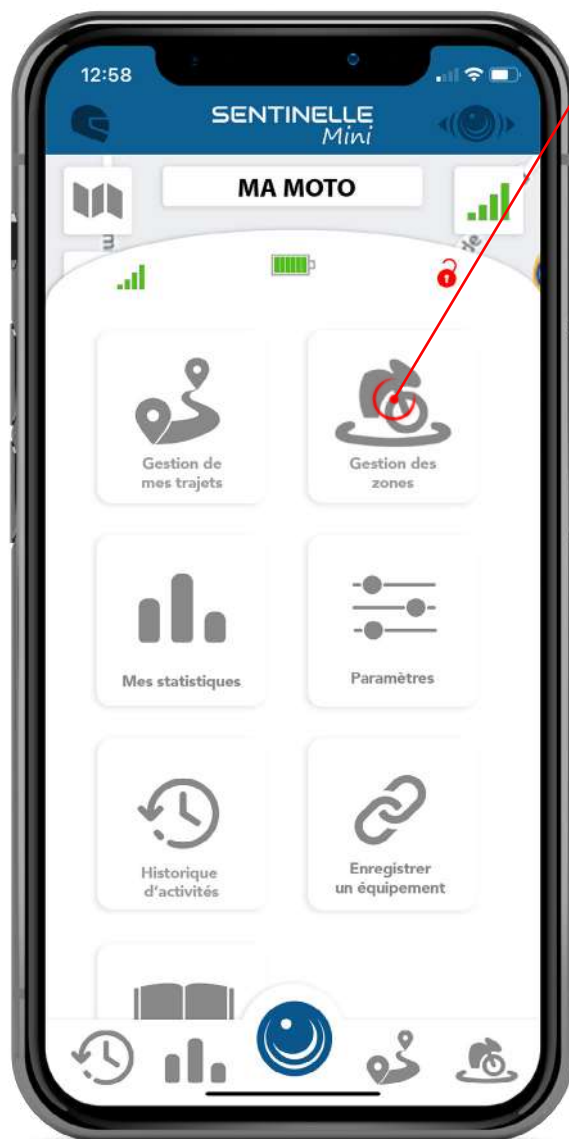 12:58
SENTINELLE
Mini
MA MOTO
Gestion de
mes trajets
Gestion des
zones
Mes statistiques
Paramètres
Historique
d'activités
Enregistrer
un équipement